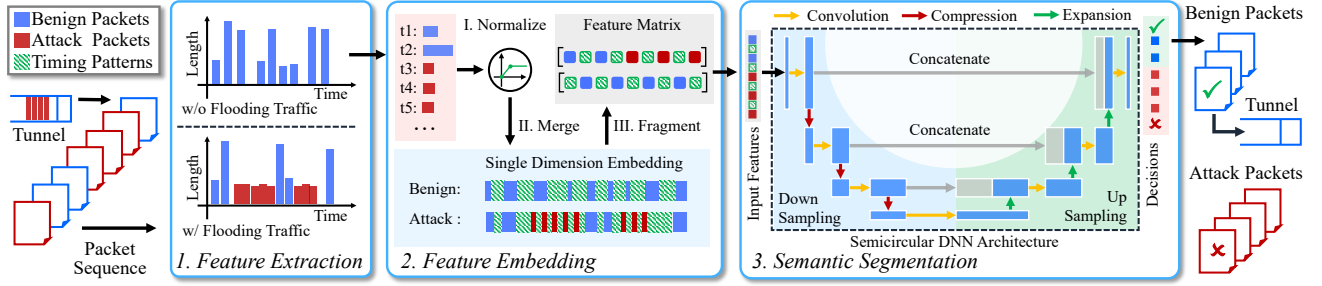 Benign Packets
Attack Packets
Timing Patterns
Tunnel
Packet
Sequence
Length
Time
w/o Flooding Traffic
Length
Time
w/ Flooding Traffic
1. Feature Extraction
t1:
t2:
t3:
t4:
t5:
...
I. Normalize
II. Merge
III. Fragment
Feature Matrix
Single Dimension Embedding
Benign:
Attack :
2. Feature Embedding
Convolution
Compression
Expansion
Input Features
Concatenate
Concatenate
Down
Sampling
Up
Sampling
Semicircular DNN Architecture
Decisions
3. Semantic Segmentation
Benign Packets
Tunnel
Attack Packets